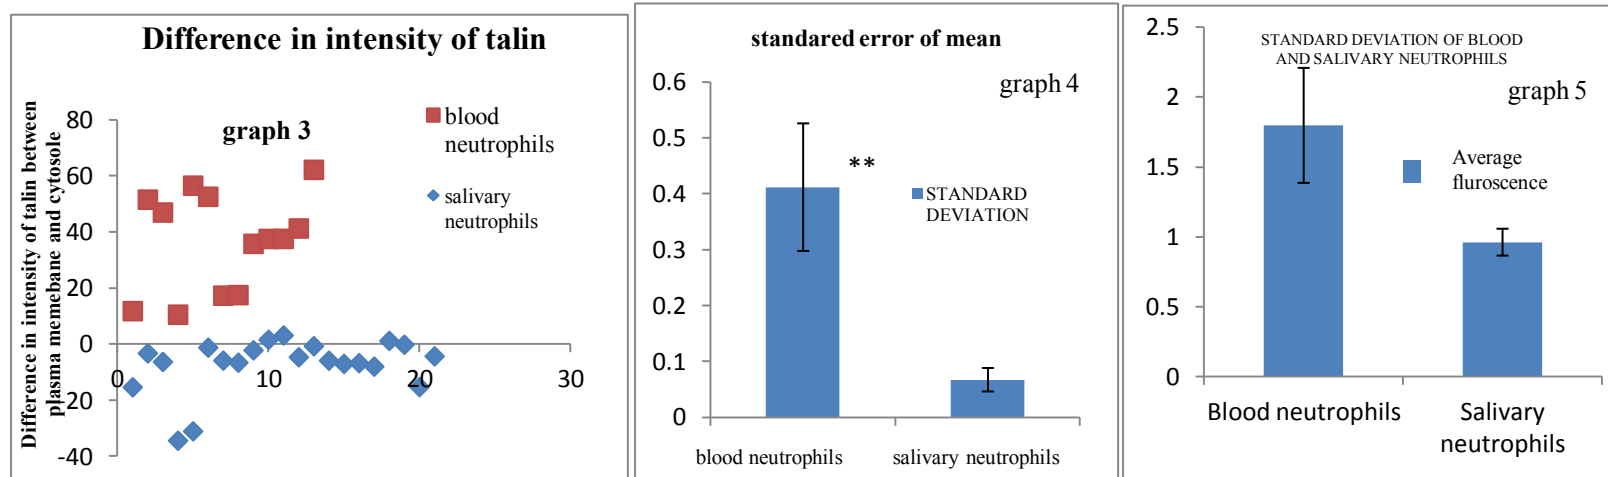 Difference in intensity of talin
Difference in intensity of talin between
plasma memebane and cytosole
80
60
40
20
0
-20
-40
0
10
20
30
graph 3
blood
neutrophils
salivary
neutrophils
standared error of mean
graph 4
0.6
0.5
0.4
0.3
0.2
0.1
0
**
STANDARD
DEVIATION
blood neutrophils
salivary neutrophils
STANDARD DEVIATION OF BLOOD
AND SALIVARY NEUTROPHILS
graph 5
2.5
2
1.5
1
0.5
0
Average
fluroscence
Blood neutrophils
Salivary
neutrophils